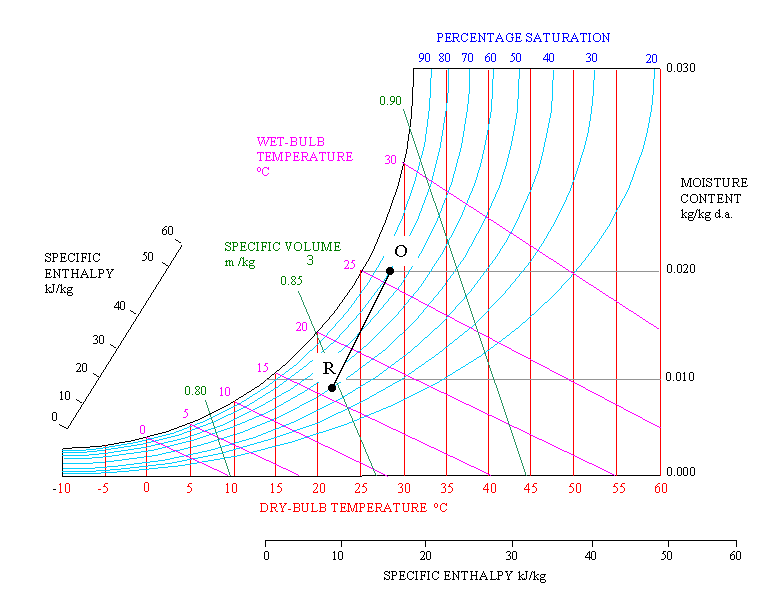 PERCENTAGE SATURATION
90 80 70 60 50 40 30 20
0.030
0.90
WET-BULB
TEMPERATURE
ºC
30
MOISTURE
CONTENT
kg/kg d.a.
60
50
40
30
20
10
0
SPECIFIC
ENTHALPY
kJ/kg
SPECIFIC VOLUME
m /kg 3
O
25
0.020
0.85
20
R
15
0.010
0.80
10
5
0
0.000
-10 -5 0 5 10 15 20 25 30 35 40 45 50 55 60
DRY-BULB TEMPERATURE ºC
0 10 20 30 40 50 60
SPECIFIC ENTHALPY kJ/kg